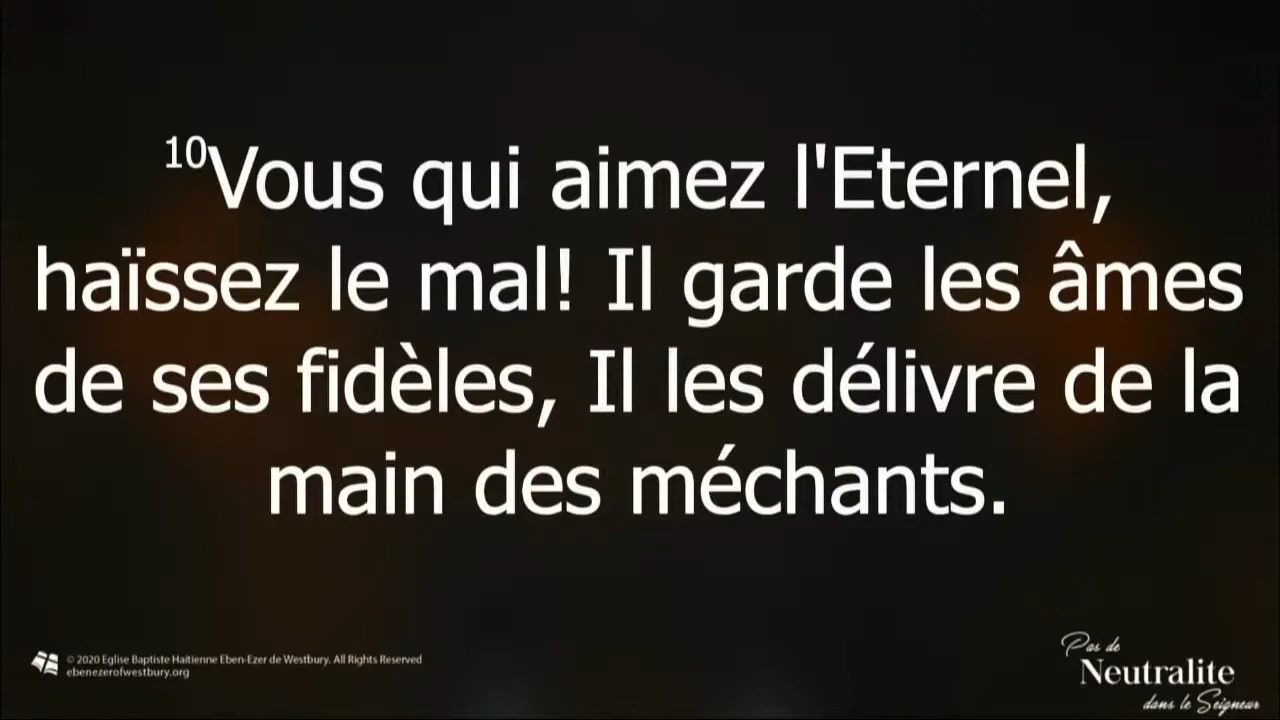 10Vous qui aimez l'Eternel,
haïssez le mal! Il garde les âmes
de ses fidèles, Il les délivre de la
main des méchants.
© 2020 Eglise Baptiste Haitienne Eben-Ezer de Westbury. All Rights Reserved
ebenezerofwestbury.org
Pas de
Neutralite
dans le Seigneur